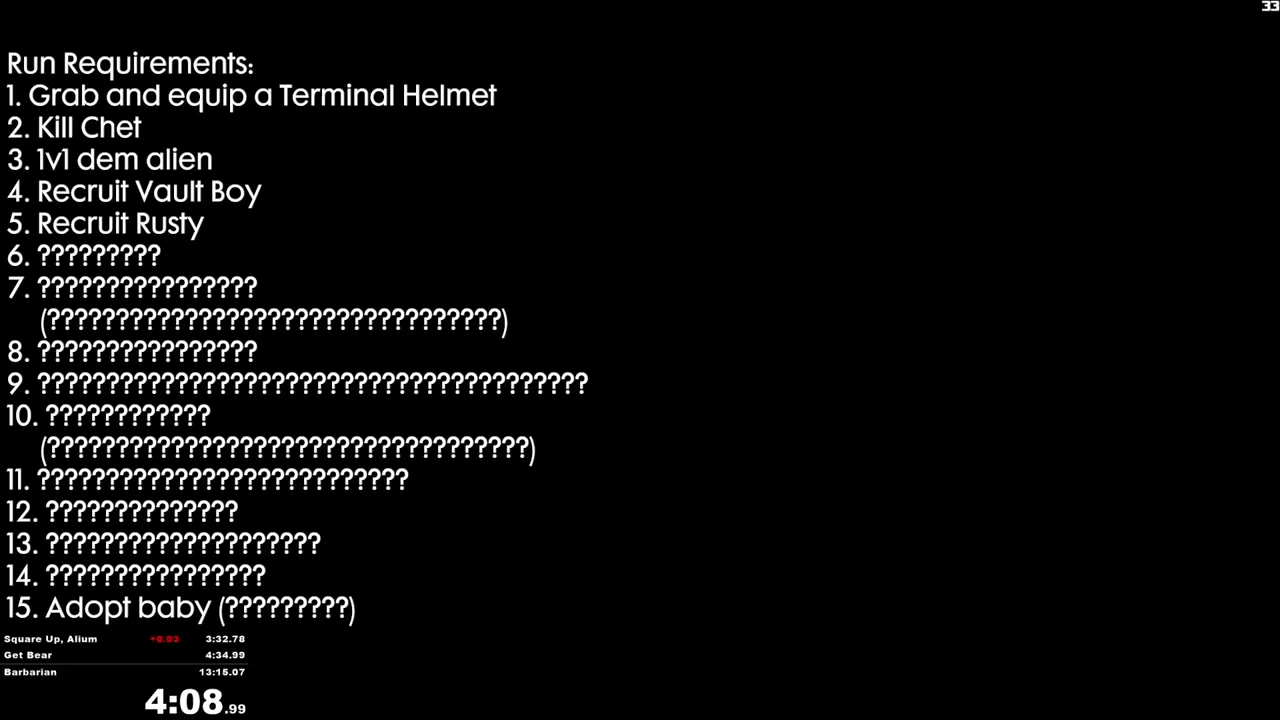 33
Run Requirements:
1. Grab and equip a Terminal Helmet
2. Kill Chet
3. 1v1 dem alien
4. Recruit Vault Boy
5. Recruit Rusty
6. ?????????
7. ????????????????
(?????????????????????????????????)
8. ????????????????
9. ????????????????????????????????????????
10. ????????????
(???????????????????????????????????)
11. ???????????????????????????
12. ??????????????
13. ????????????????????
14. ????????????????
15. Adopt baby (?????????)
Square Up, Alium +0.03 3:32.78
Get Bear 4:34.99
Barbarian 13:15.07
4:08.99